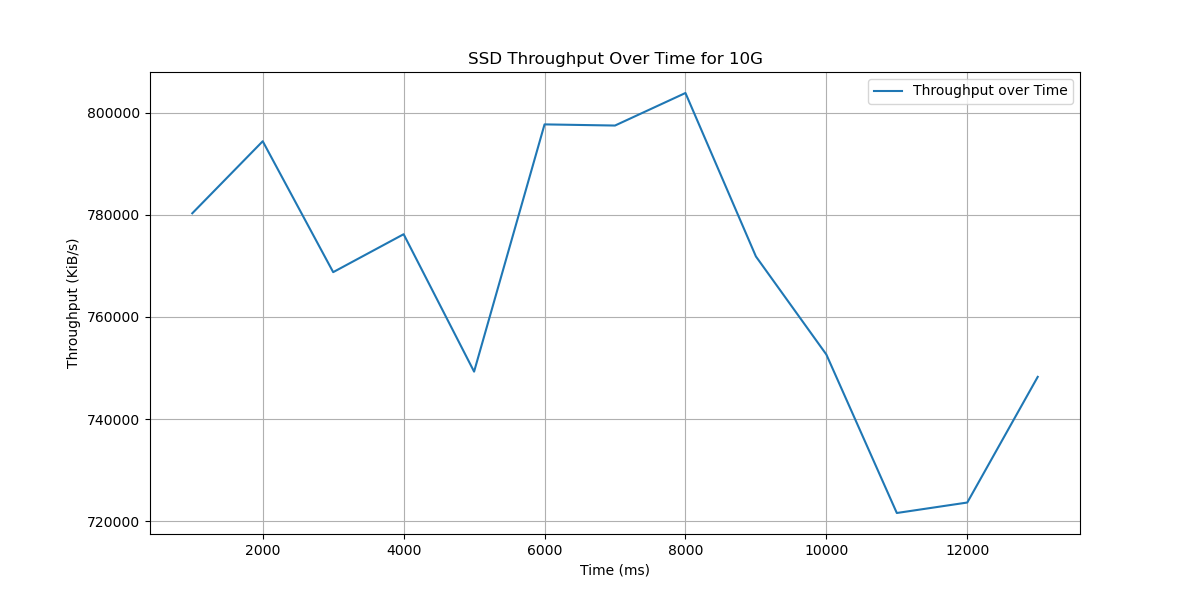 SSD Throughput Over Time for 10G
Throughput over Time
Throughput (KiB/s)
800000
780000
760000
740000
720000
2000 4000 6000 8000 10000 12000
Time (ms)